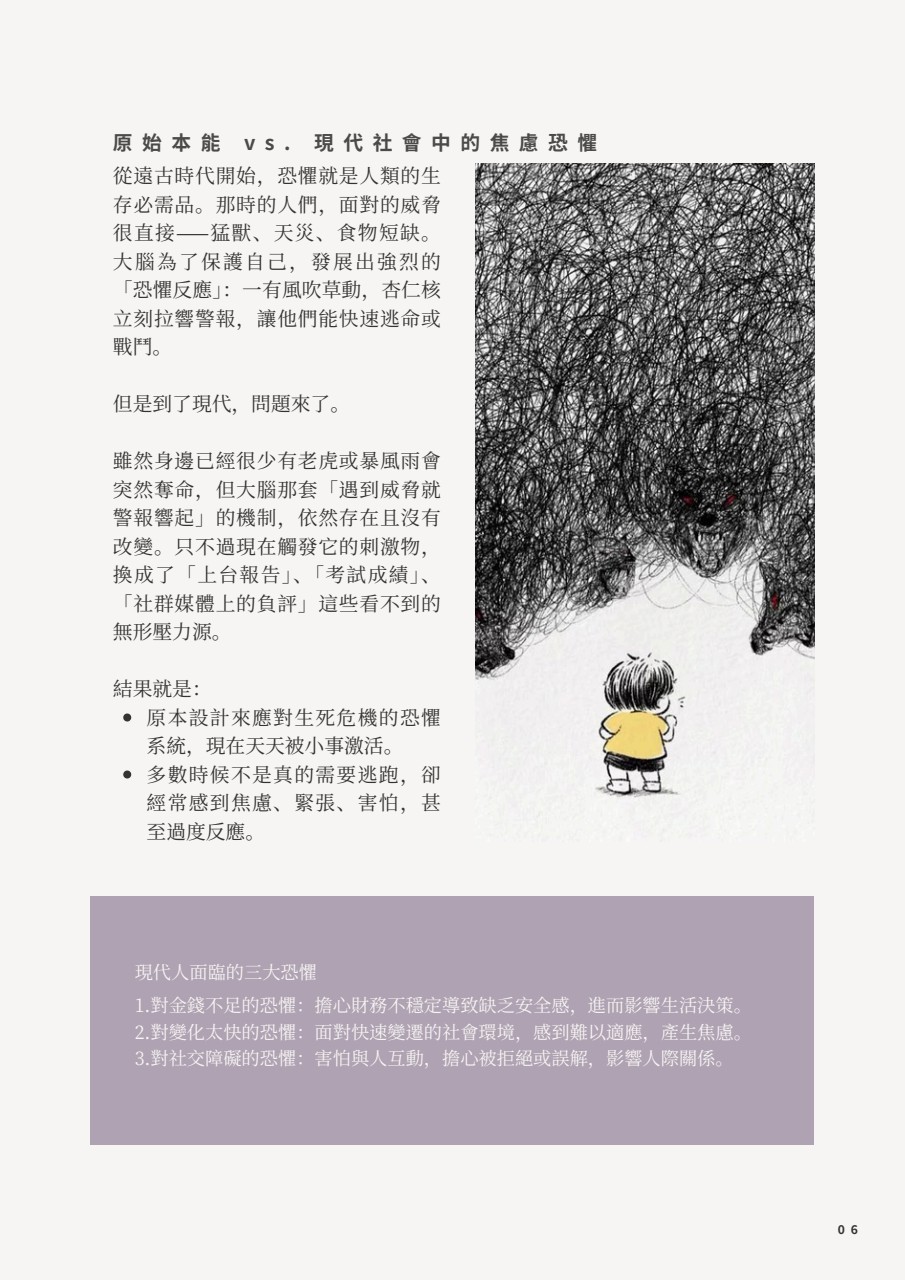 原始本能 vs. 現代社會中的焦慮恐懼
從遠古時代開始，恐懼就是人類的生
存必需品。那時的人們，面對的威脅
很直接——猛獸、天災、食物短缺。
大腦為了保護自己，發展出強烈的
「恐懼反應」：一有風吹草動，杏仁核
立刻拉響警報，讓他們能快速逃命或
戰鬥。
但是到了現代，問題來了。
雖然身邊已經很少有老虎或暴風雨會
突然奪命，但大腦那套「遇到威脅就
警報響起」的機制，依然存在且沒有
改變。只不過現在觸發它的刺激物，
換成了「上台報告」、「考試成績」、
「社群媒體上的負評」這些看不到的
無形壓力源。
結果就是：
• 原本設計來應對生死危機的恐懼
系統，現在天天被小事激活。
• 多數時候不是真的需要逃跑，卻
經常感到焦慮、緊張、害怕，甚
至過度反應。
現代人面臨的三大恐懼
1.對金錢不足的恐懼：擔心財務不穩定導致缺乏安全感，進而影響生活決策。
2.對變化太快的恐懼：面對快速變遷的社會環境，感到難以適應，產生焦慮。
3.對社交障礙的恐懼：害怕與人互動，擔心被拒絕或誤解，影響人際關係。
06